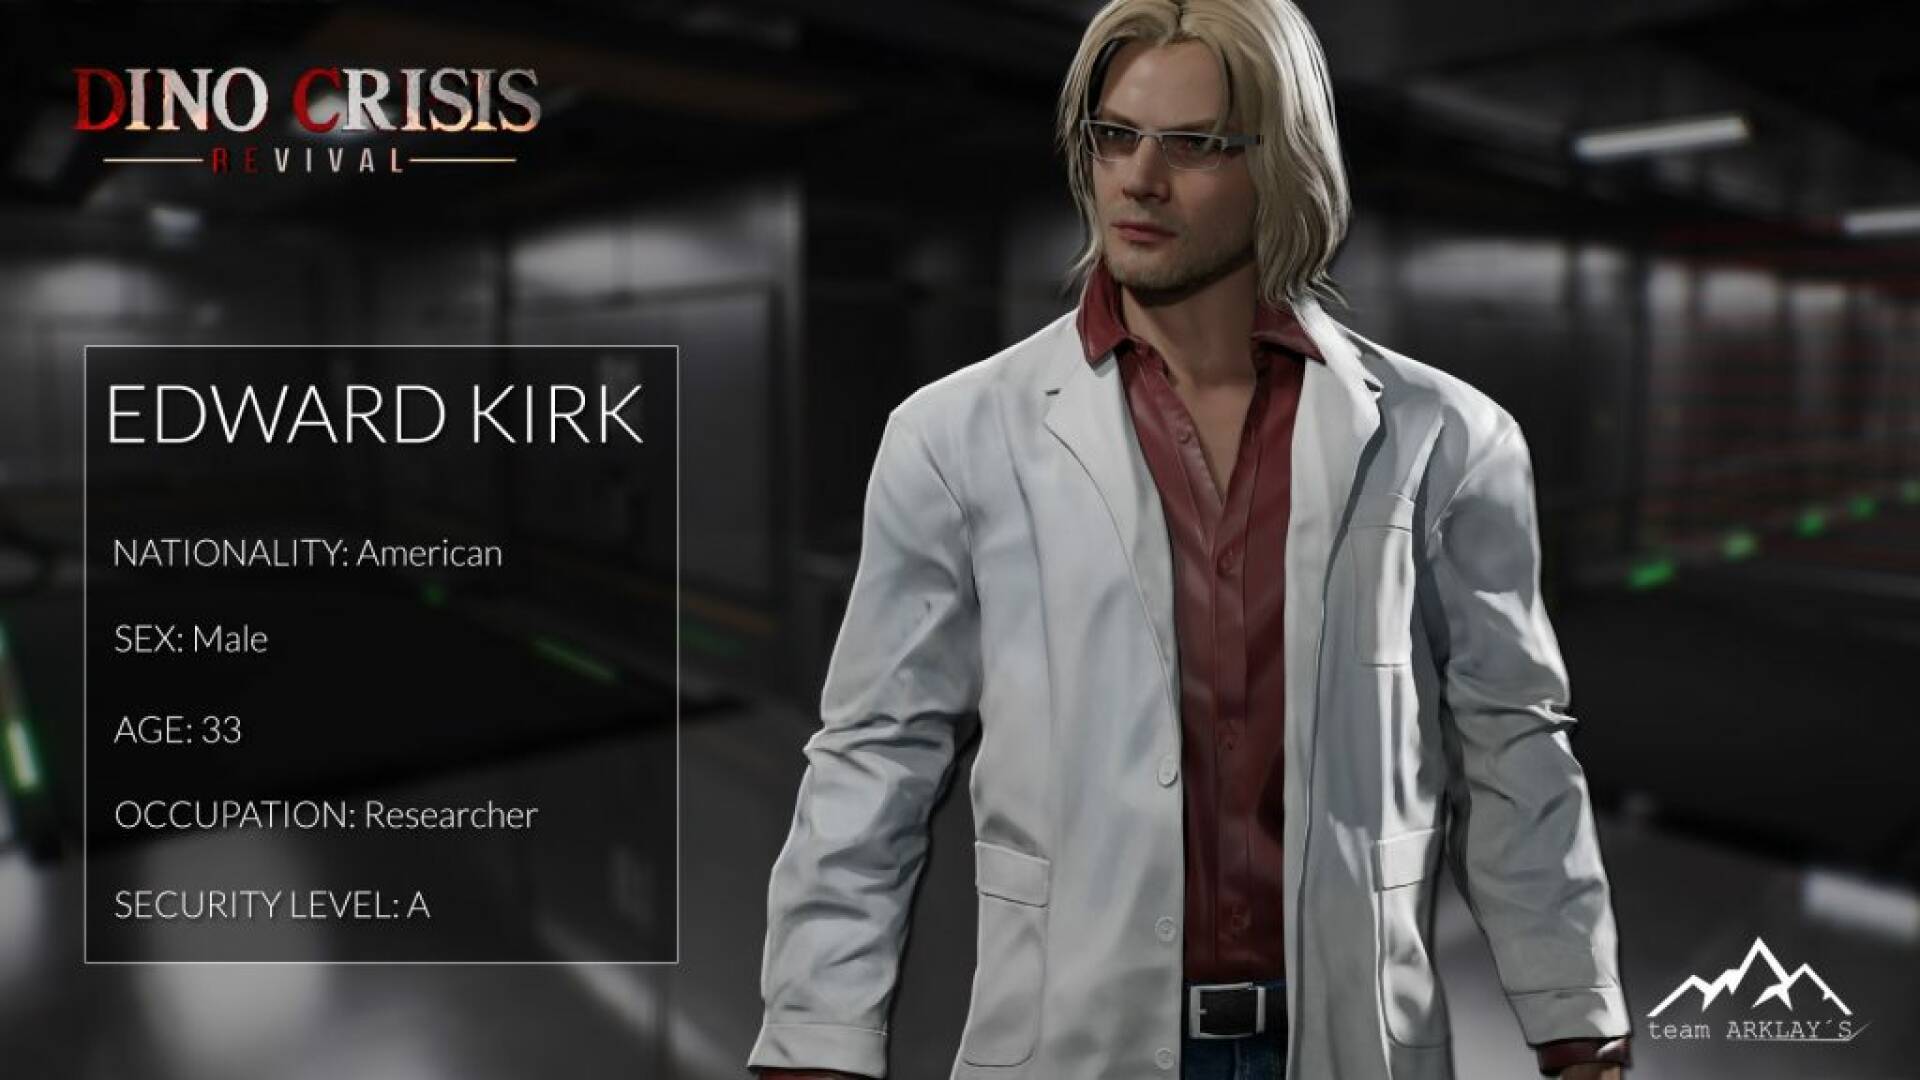 DINO CRISIS
REVIVAL
EDWARD KIRK
NATIONALITY: American
SEX: Male
AGE: 33
OCCUPATION: Researcher
SECURITY LEVEL: A
team ARKLAY´S